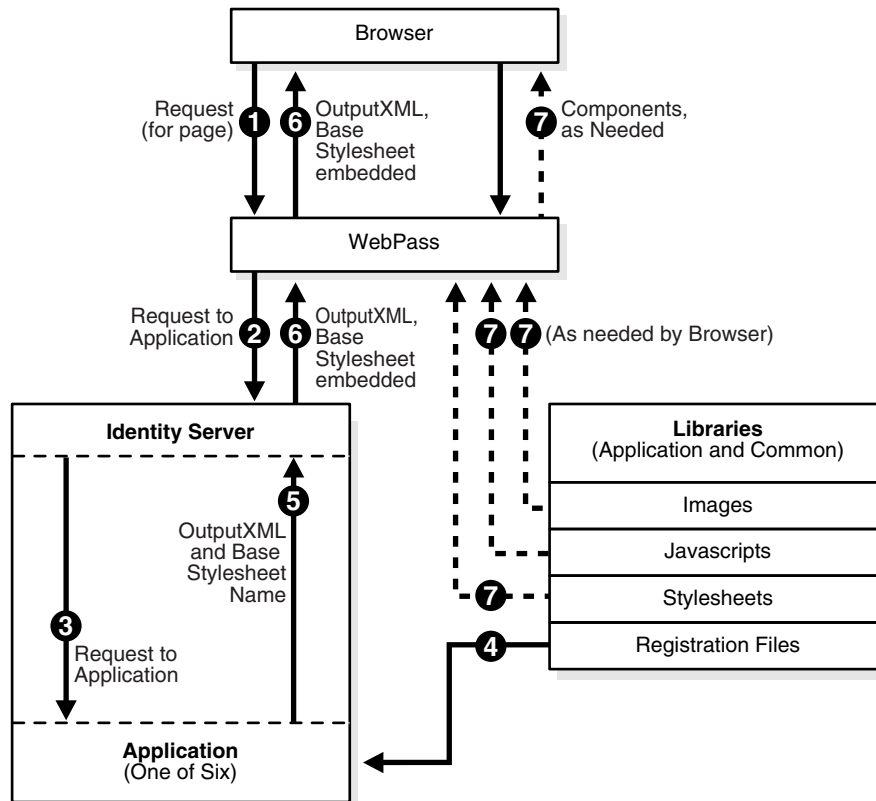 Browser
Request
(for page)
1
6
OutputXML,
Base
Stylesheet
embedded
7
Components,
as Needed
WebPass
Request to
Application
2
6
OutputXML,
Base
Stylesheet
embedded
7
7
(As needed by Browser)
Identity Server
Libraries
(Application and Common)
Images
Javascripts
Stylesheets
Registration Files
5
OutputXML
and Base
Stylesheet
Name
7
3
Request to
Application
4
Application
(One of Six)